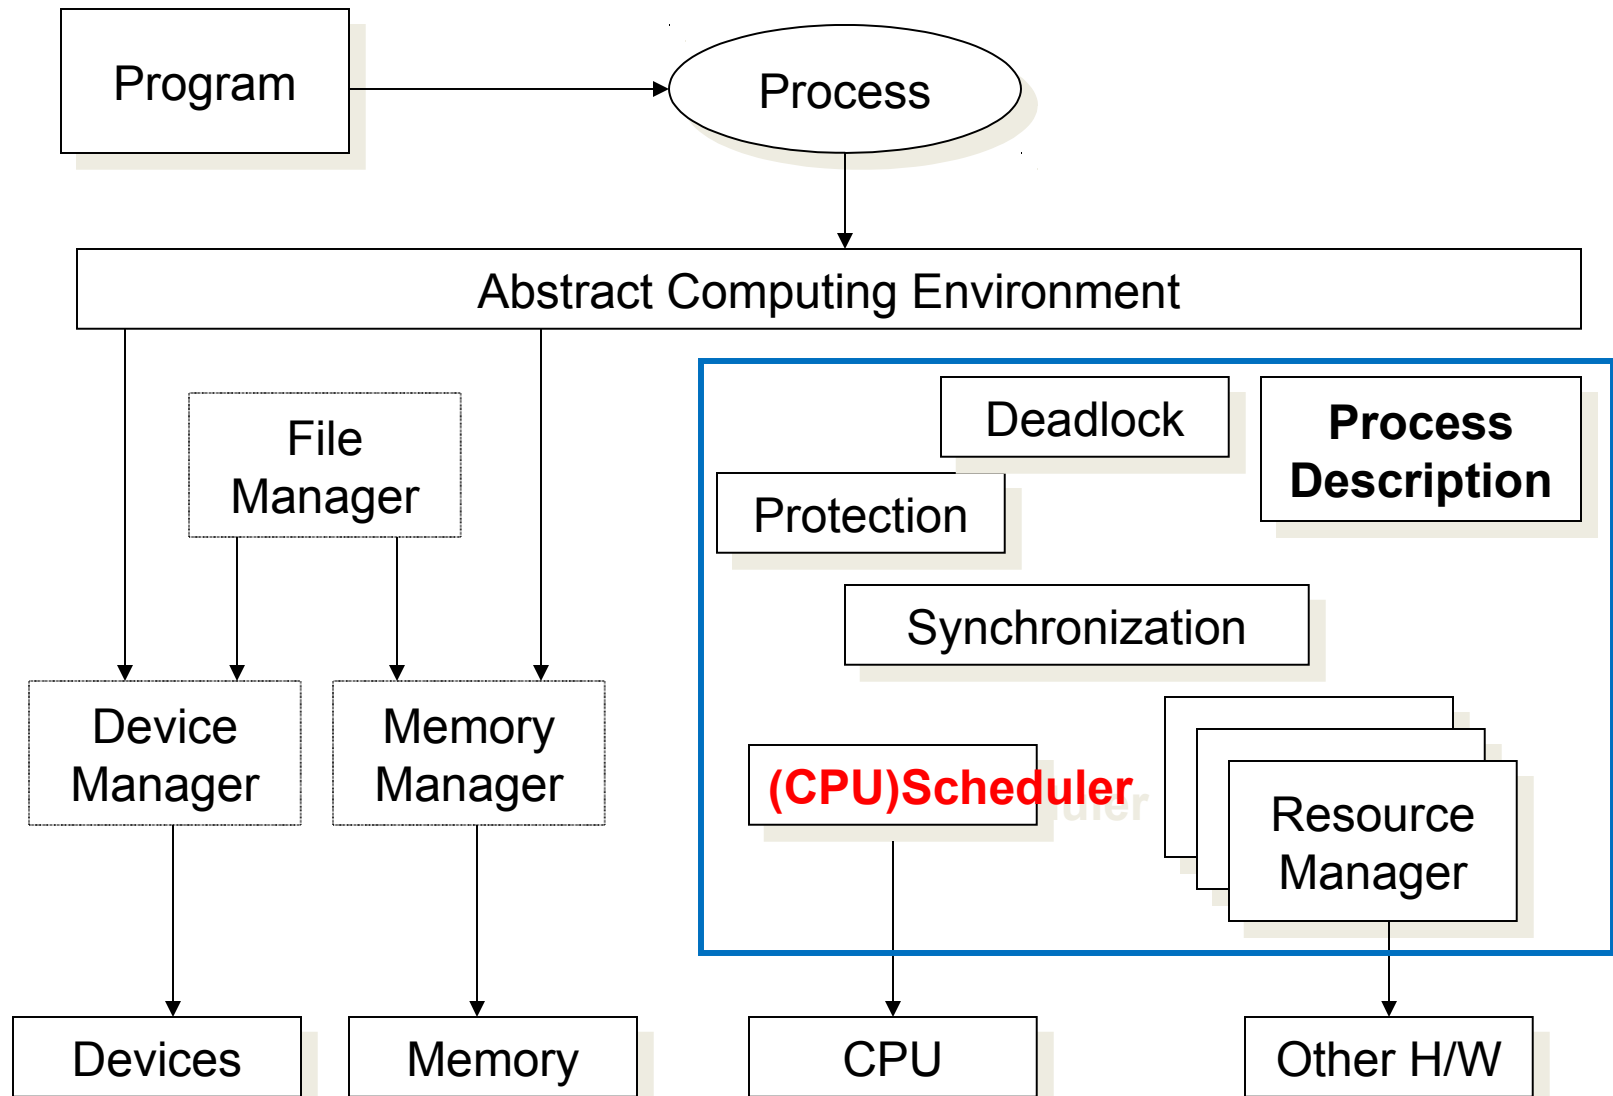 Program
Process
Abstract Computing Environment
File
Manager
Deadlock
Process
Description
Protection
Synchronization
Device
Manager
Memory
Manager
(CPU)Scheduler
Resource
Manager
Devices
Memory
CPU
Other H/W